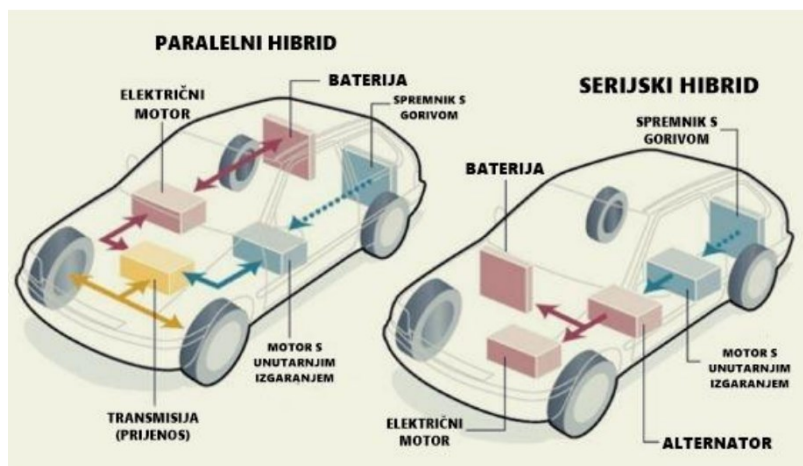 PARALELNI HIBRID
ELEKTRIČNI
MOTOR
BATERIJA
SPREMNIK S
GORIVOM
MOTOR S
UNUTARNJIM
IZGARANJEM
TRANSMISIJA
(PRIJENOS)
SERIJSKI HIBRID
SPREMNIK S
GORIVOM
BATERIJA
MOTOR S
UNUTARNJIM
IZGARANJEM
ELEKTRIČNI
MOTOR
ALTERNATOR